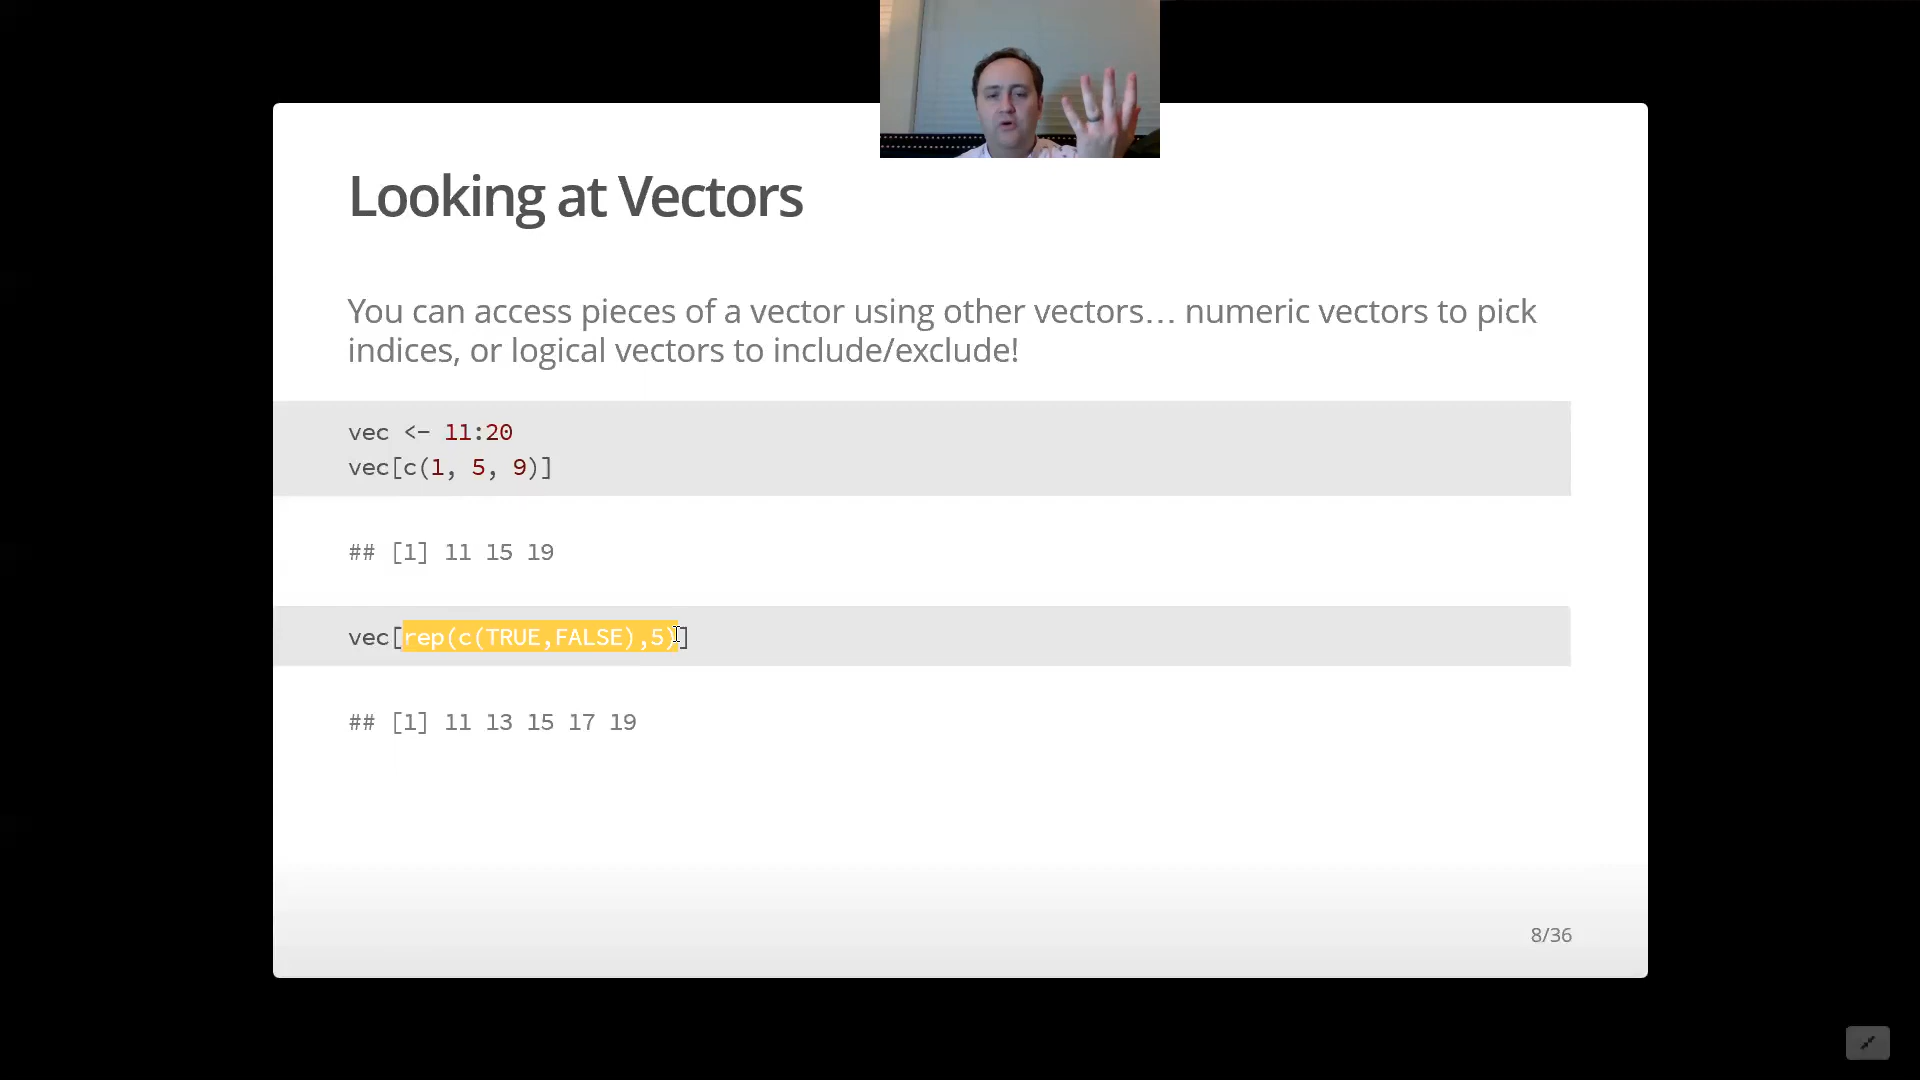 Looking at Vectors
You can access pieces of a vector using other vectors… numeric vectors to pick
indices, or logical vectors to include/exclude!
vec <- 11:20
vec[c(1, 5, 9)]
## [1] 11 15 19
vec[rep(c(TRUE,FALSE),5)]
## [1] 11 13 15 17 19
8/36